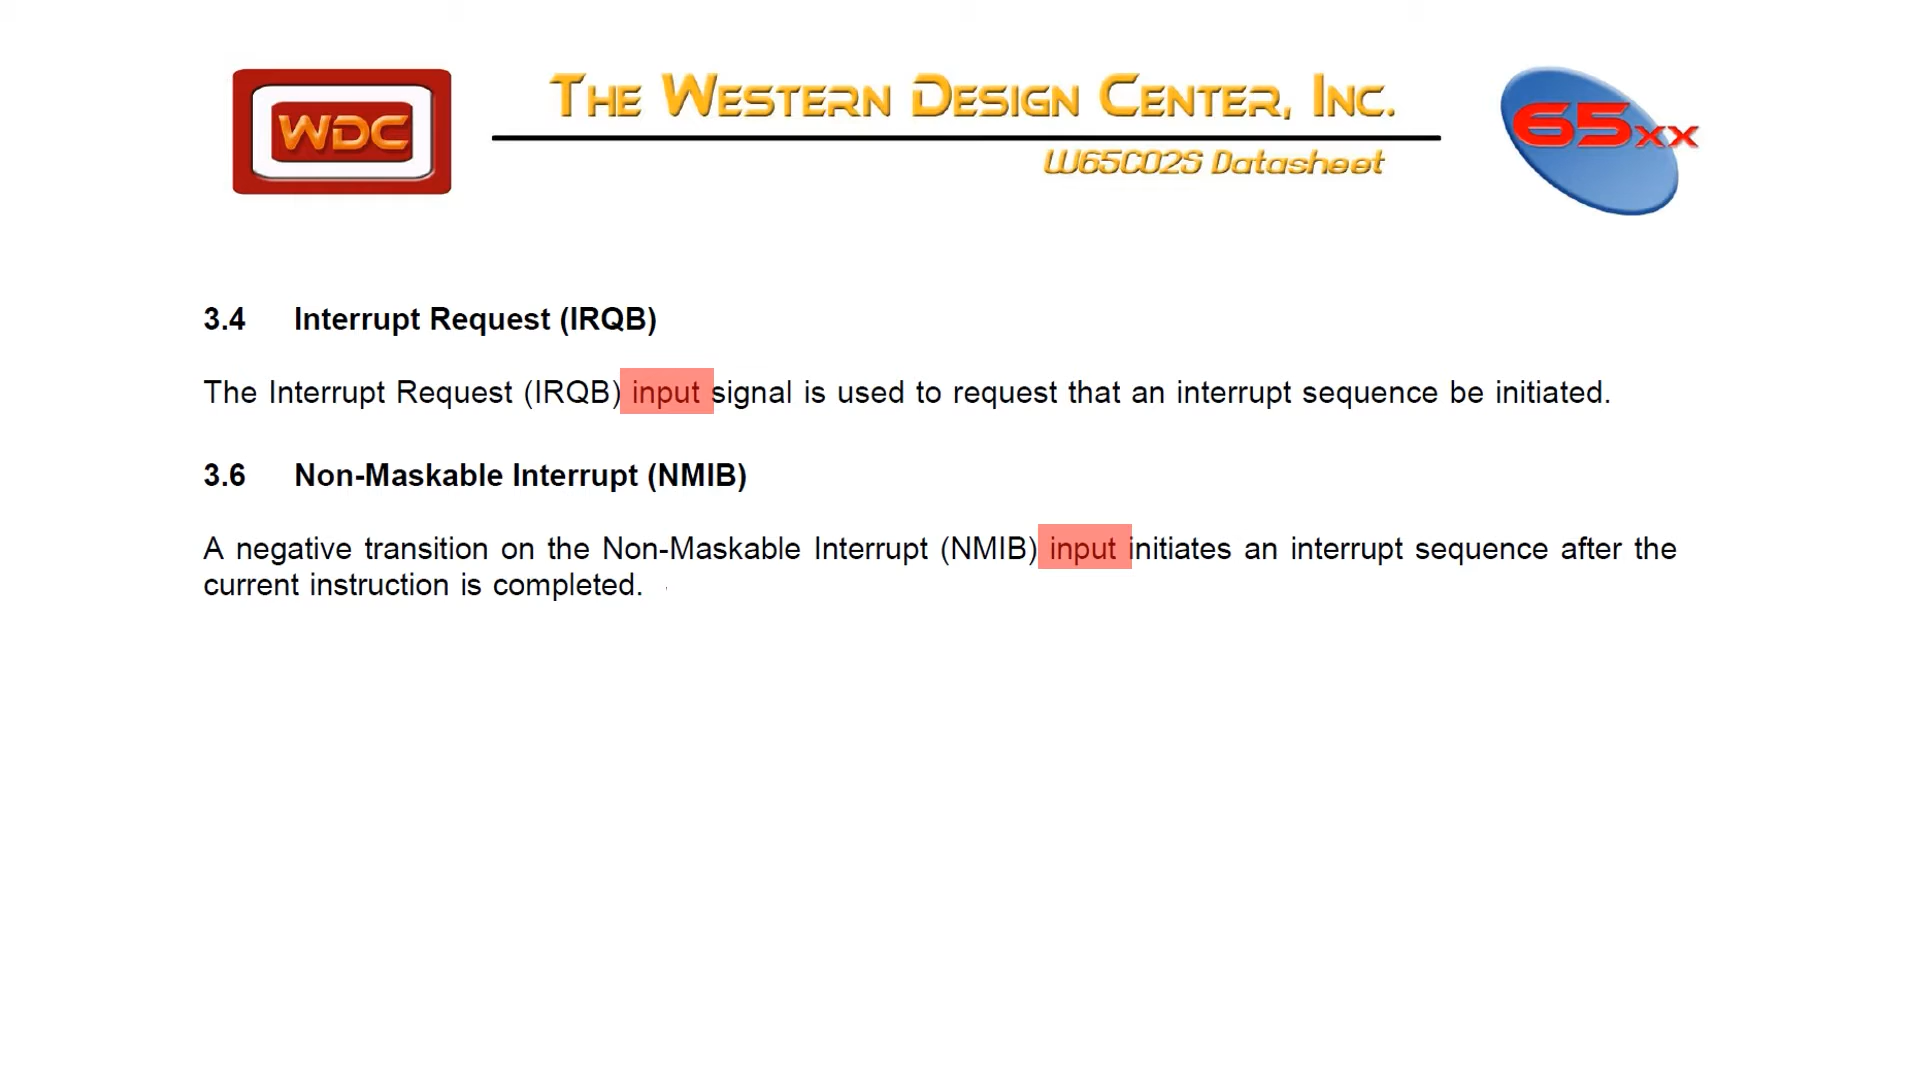 WDC
THE WESTERN DESIGN CENTER, INC.
W65C02S Datasheet
65xx
3.4 Interrupt Request (IRQB)
The Interrupt Request (IRQB) input signal is used to request that an interrupt sequence be initiated.
3.6 Non-Maskable Interrupt (NMIB)
A negative transition on the Non-Maskable Interrupt (NMIB) input initiates an interrupt sequence after the
current instruction is completed.